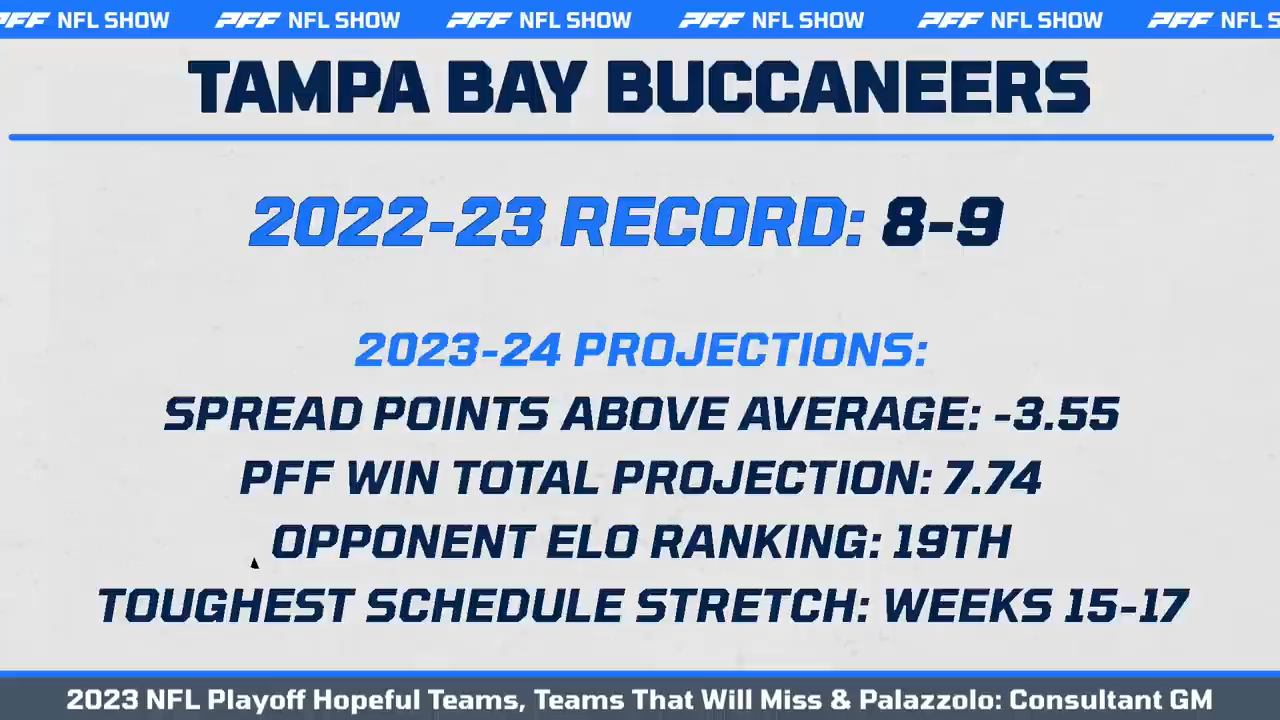 PFF NFL SHOW PFF NFL SHOW PFF NFL SHOW PFF NFL SHOW PFF NFL SHOW PFF NFL S
TAMPA BAY BUCCANEERS
2022-23 RECORD: 8-9
2023-24 PROJECTIONS:
SPREAD POINTS ABOVE AVERAGE: -3.55
PFF WIN TOTAL PROJECTION: 7.74
OPPONENT ELO RANKING: 19TH
TOUGHEST SCHEDULE STRETCH: WEEKS 15-17
2023 NFL Playoff Hopeful Teams, Teams That Will Miss & Palazzolo: Consultant GM